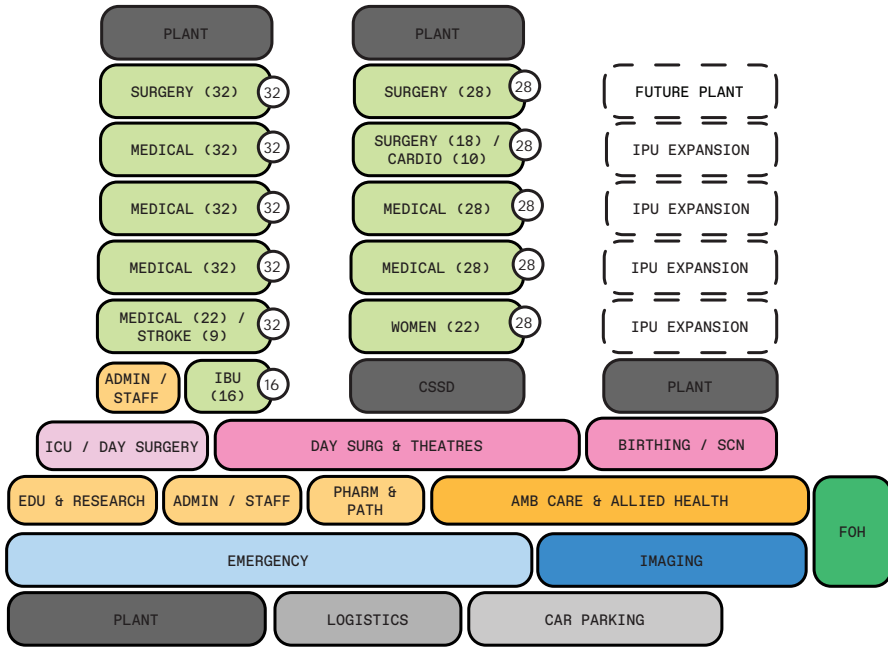 PLANT
PLANT
SURGERY (32)
32
SURGERY (28)
28
FUTURE PLANT
MEDICAL (32)
32
SURGERY (18) /
CARDIO (10)
28
IPU EXPANSION
MEDICAL (32)
32
MEDICAL (28)
28
IPU EXPANSION
MEDICAL (32)
32
MEDICAL (28)
28
IPU EXPANSION
MEDICAL (22) /
STROKE (9)
32
WOMEN (22)
28
IPU EXPANSION
ADMIN /
STAFF
IBU
(16)
16
CSSD
PLANT
ICU / DAY SURGERY
DAY SURG & THEATRES
BIRTHING / SCN
EDU & RESEARCH
ADMIN / STAFF
PHARM &
PATH
AMB CARE & ALLIED HEALTH
FOH
EMERGENCY
IMAGING
PLANT
LOGISTICS
CAR PARKING